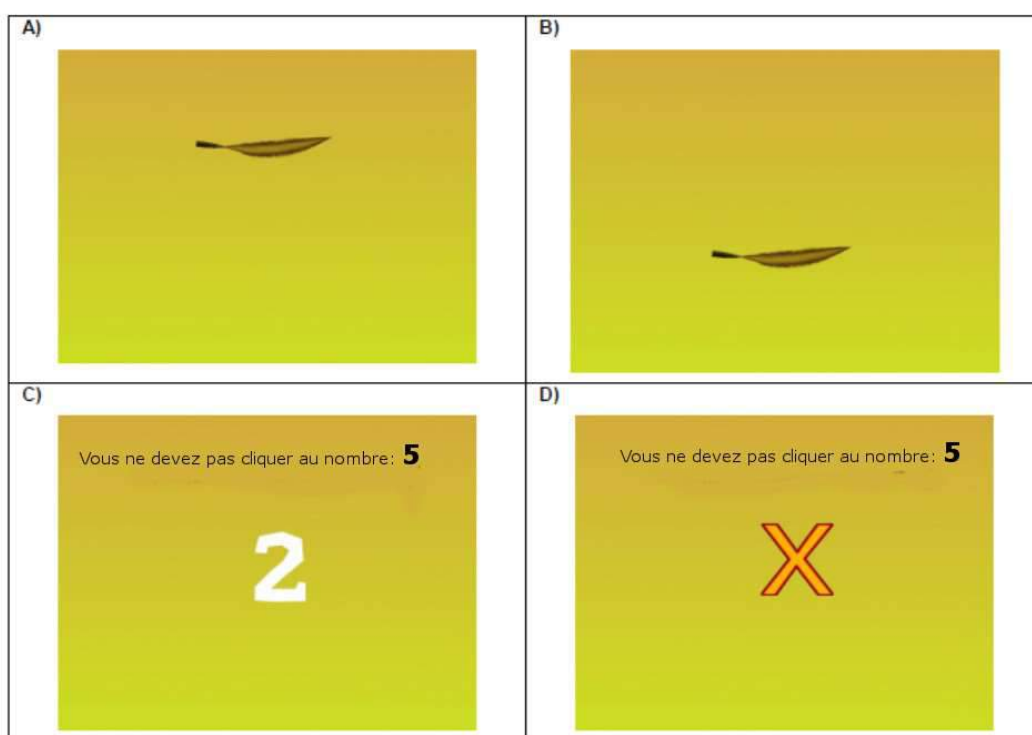 A)
B)
C)
Vous ne devez pas cliquer au nombre: 5
2
D)
Vous ne devez pas cliquer au nombre: 5
X